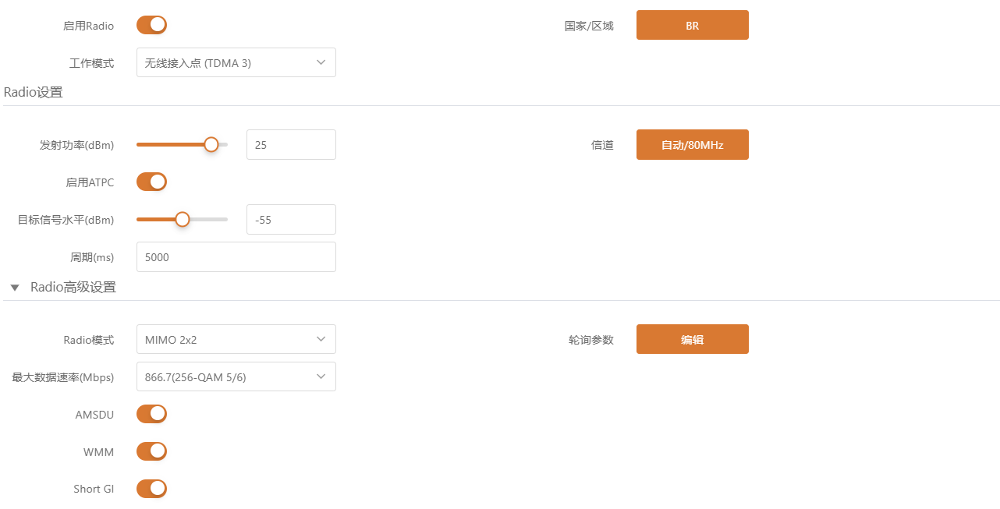 启用Radio
国家/区域
BR
工作模式
无线接入点 (TDMA 3)
Radio设置
发射功率(dBm)
25
信道
自动/80MHz
启用ATPC
目标信号水平(dBm)
-55
周期(ms)
5000
Radio高级设置
Radio模式
MIMO 2x2
轮询参数
编辑
最大数据速率(Mbps)
866.7(256-QAM 5/6)
AMSDU
WMM
Short GI